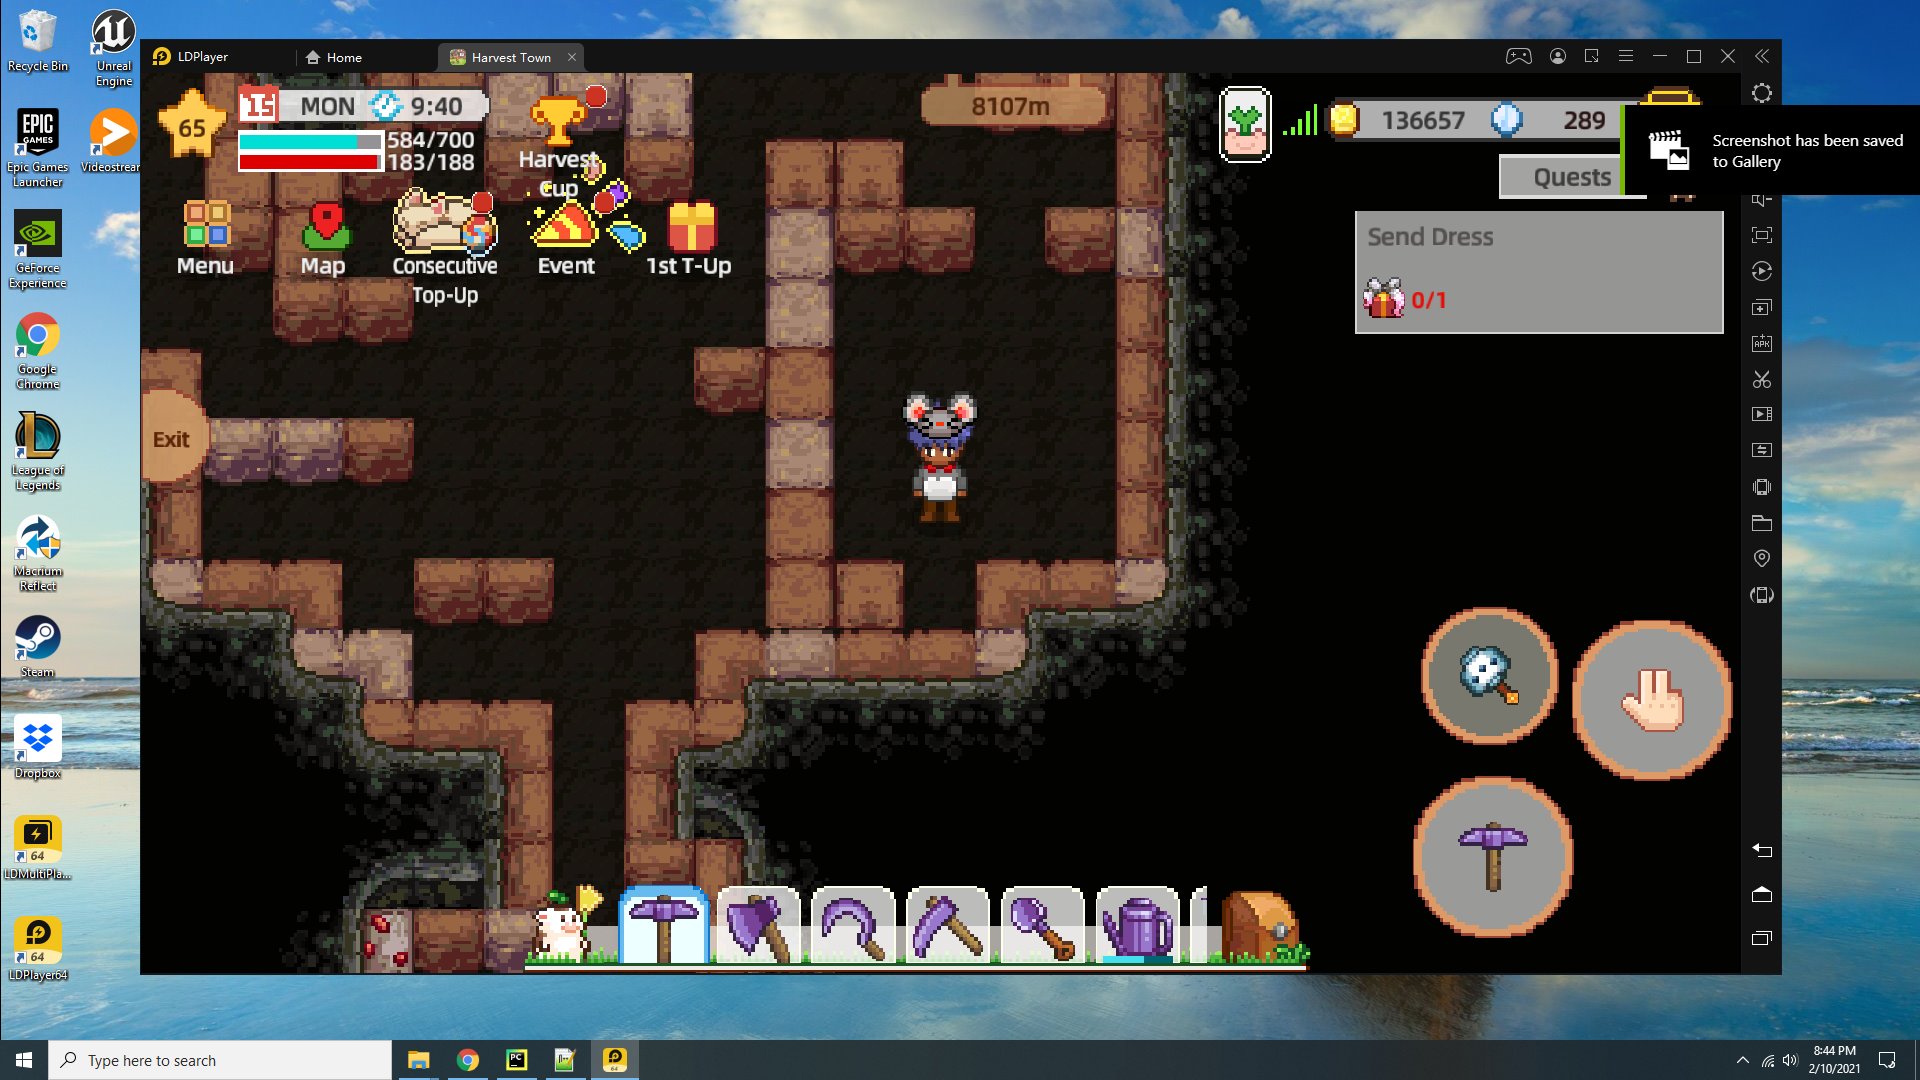 Recycle Bin
Unreal
Engine
EPIC
GAMES
Epic Games
Launcher
Videostream
GeForce
Experience
Google
Chrome
League of
Legends
Macrium
Reflect
Steam
Dropbox
64
LDMultiPla...
64
LDPlayer64
LDPlayer
Home
Harvest Town
65
15
MON
9:40
584/700
183/188
Harvest
Cup
8107m
136657
289
Screenshot has been saved
to Gallery
Quests
Send Dress
0/1
Menu
Map
Consecutive
Top-Up
Event
1st T-Up
Exit
APK
Type here to search
PC
64
8:44 PM
2/10/2021